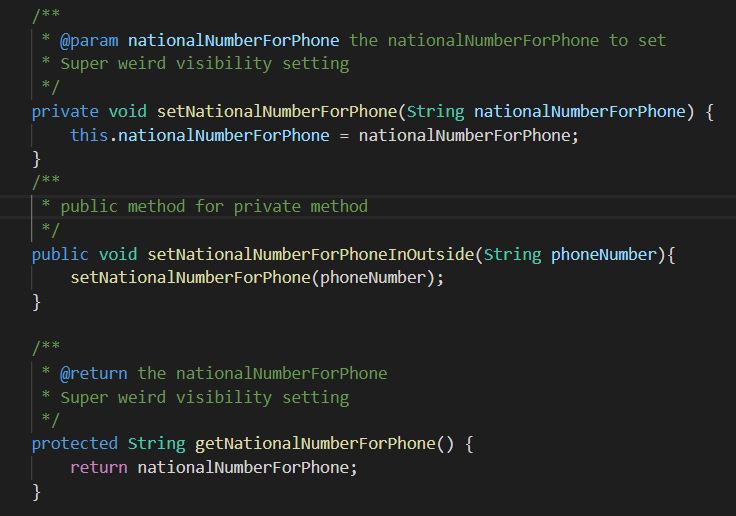 /**
* @param nationalNumberForPhone the nationalNumberForPhone to set
* Super weird visibility setting
*/
private void setNationalNumberForPhone(String nationalNumberForPhone) {
this.nationalNumberForPhone = nationalNumberForPhone;
}
/**
* public method for private method
*/
public void setNationalNumberForPhoneInOutside(String phoneNumber){
setNationalNumberForPhone(phoneNumber);
}
/**
* @return the nationalNumberForPhone
* Super weird visibility setting
*/
protected String getNationalNumberForPhone() {
return nationalNumberForPhone;
}